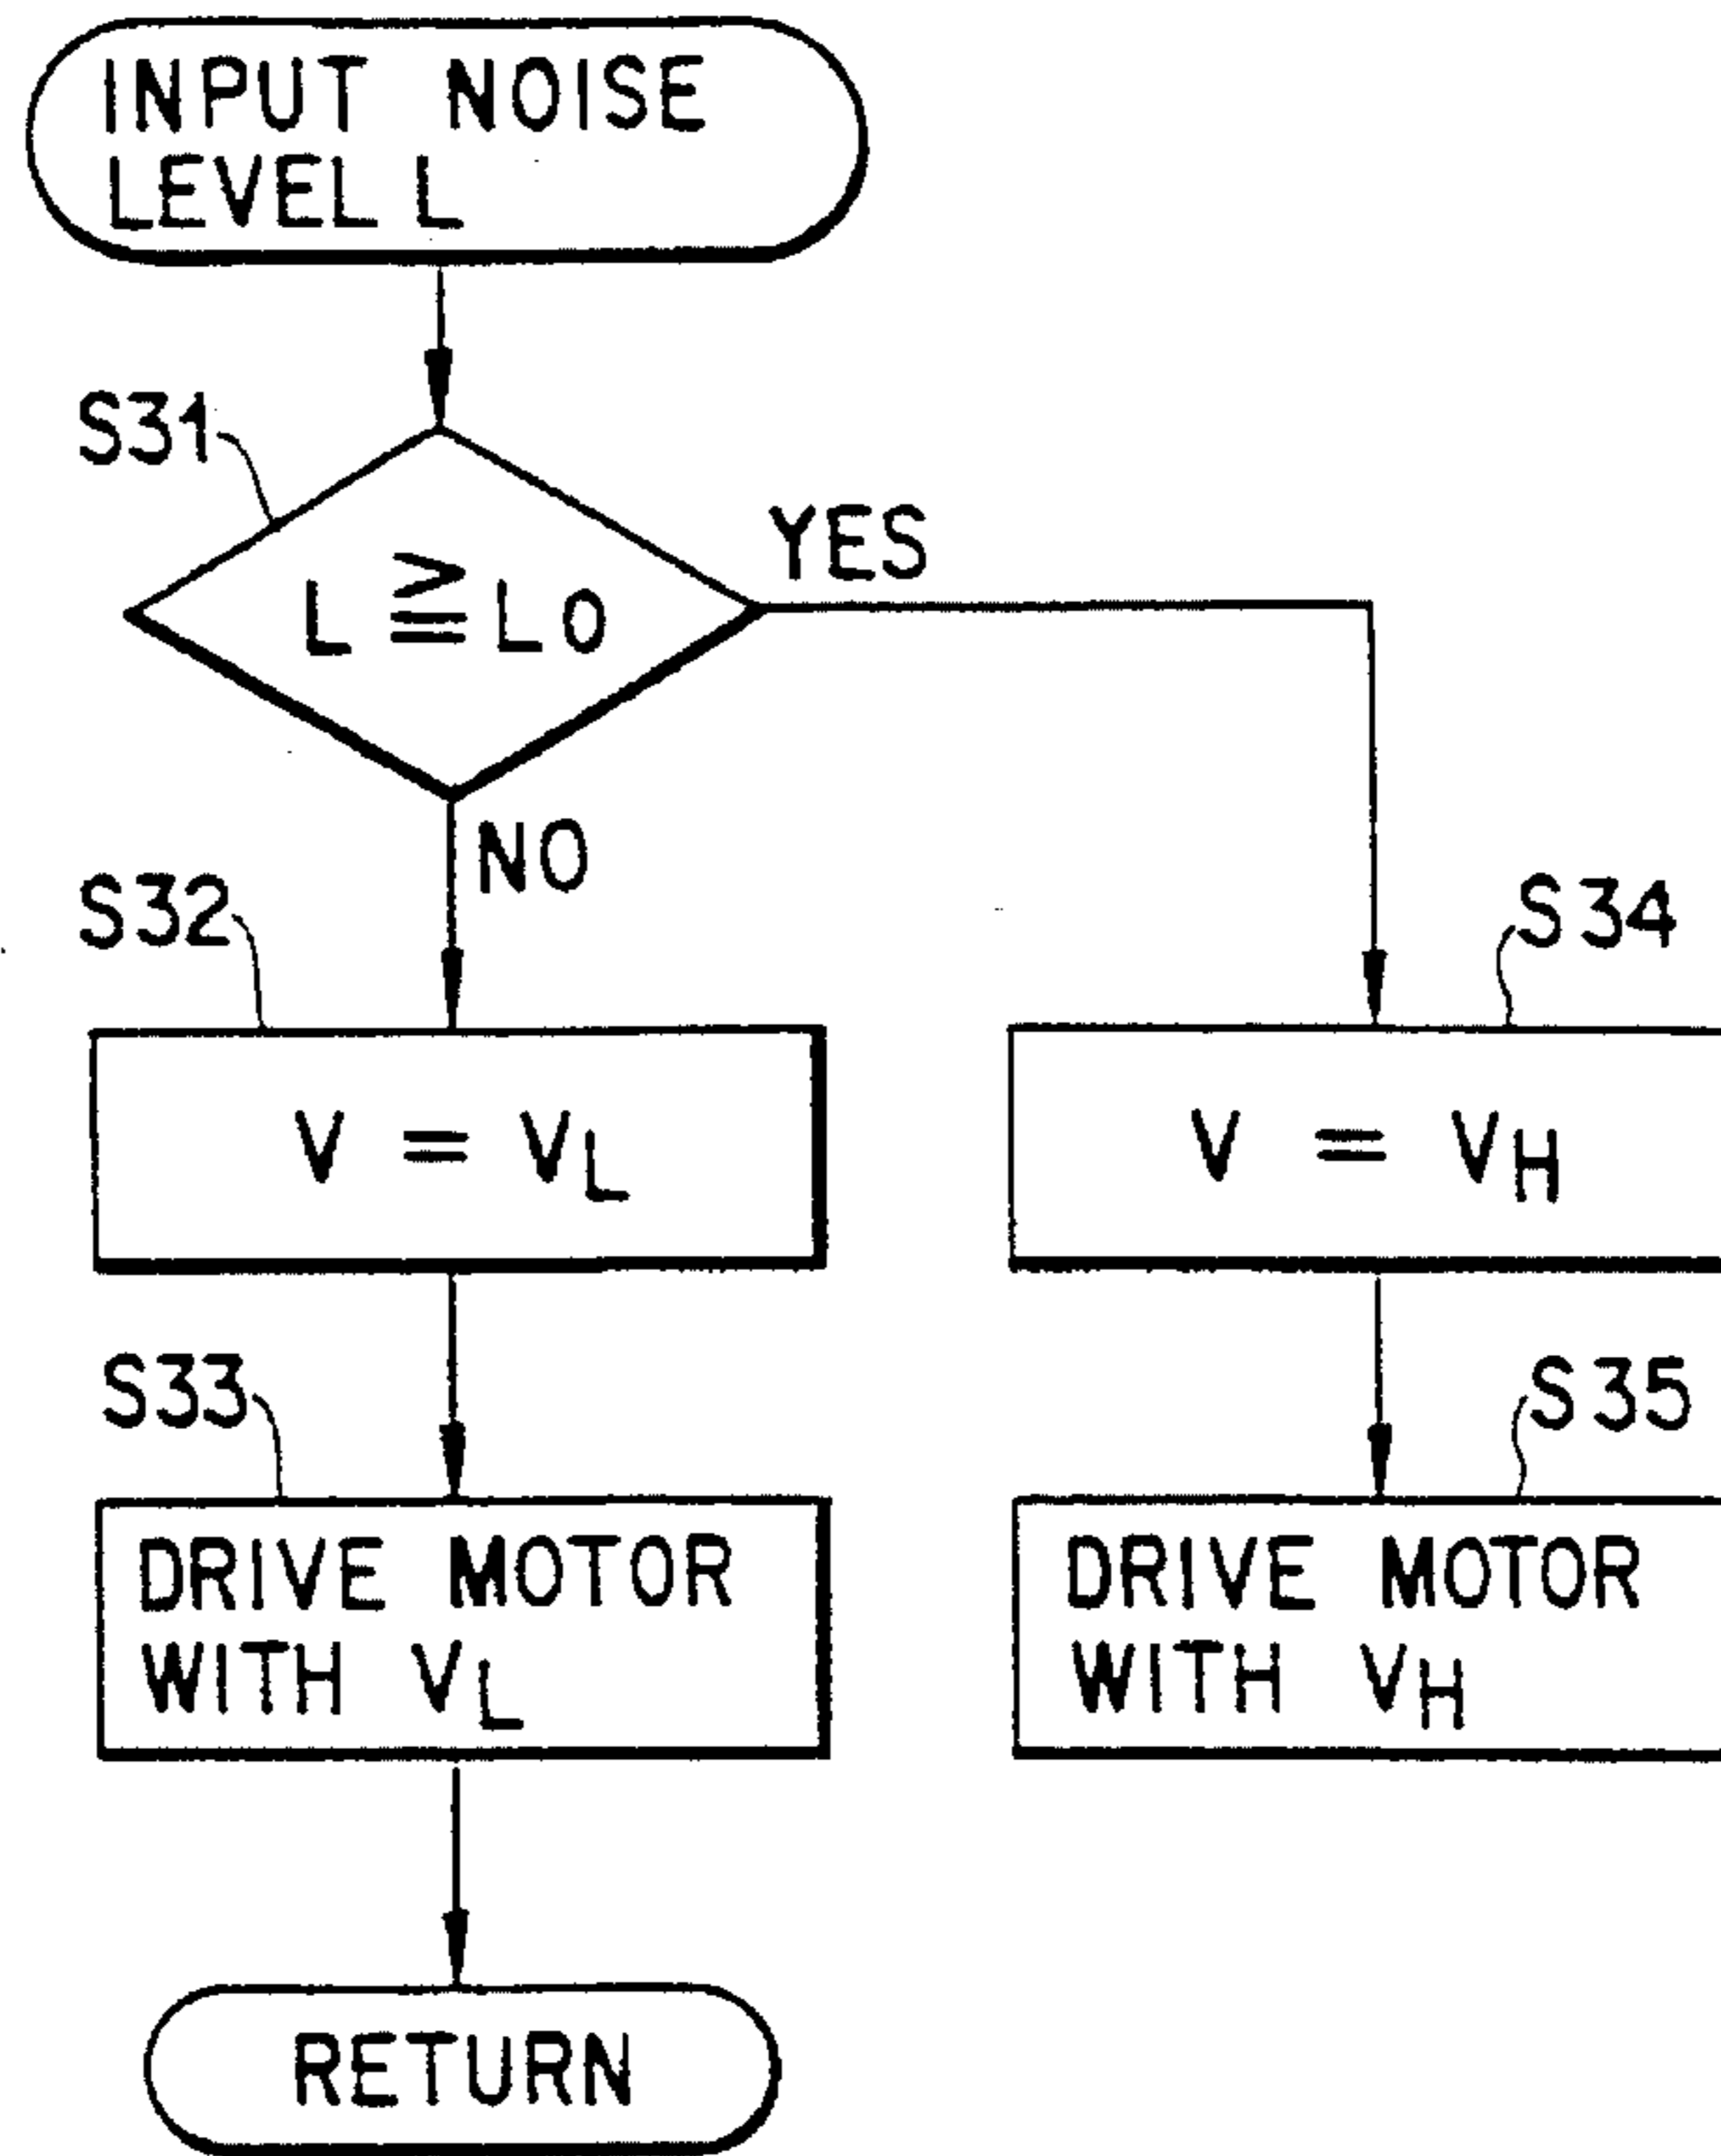 INPUT NOISE
LEVEL L
S31
L ≧ L0
YES
NO
S32
V = VL
S34
V = VH
S33
DRIVE MOTOR
WITH VL
S35
DRIVE MOTOR
WITH VH
RETURN